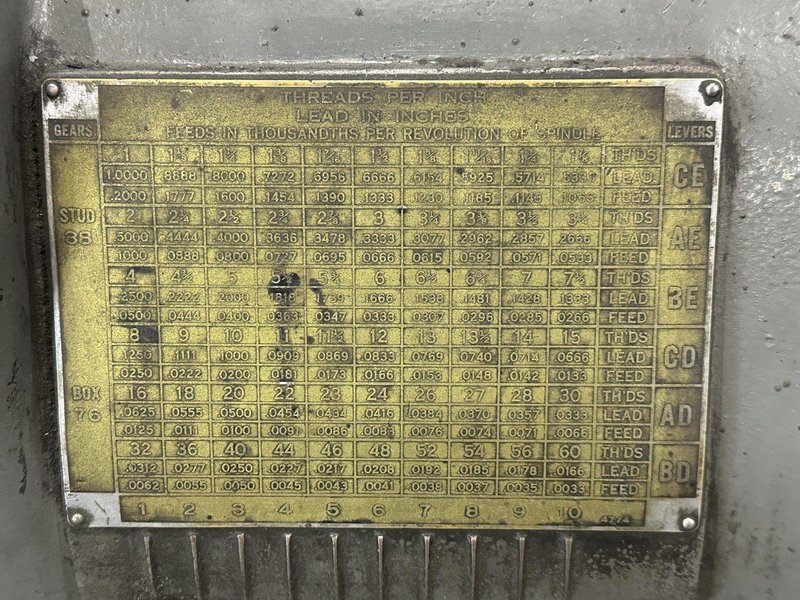 THREADS PER INCH
LEAD IN INCHES
GEARS FEEDS IN THOUSANDTHS PER REVOLUTION OF SPINDLE LEVERS
1 1⅛ 1¼ 1⅜ 1⁷⁄₁₆ 1½ 1⅝ 1¹¹⁄₁₆ 1¾ 1⅞ TH'DS
1.0000 .8888 .8000 .7272 .6956 .6666 .6154 .5925 .5714 .5333 LEAD CE
.2000 .1777 .1600 .1454 .1390 .1333 .1230 .1185 .1143 .1066 FEED
STUD 2 2¼ 2½ 2¾ 2⅞ 3 3¼ 3⅜ 3½ 3¾ TH'DS
38 .5000 .4444 .4000 .3636 .3478 .3333 .3077 .2962 .2857 .2666 LEAD AE
.1000 .0888 .0800 .0727 .0695 .0666 .0615 .0592 .0571 .0533 FEED
4 4½ 5 5½ 5¾ 6 6½ 6¾ 7 7½ TH'DS
.2500 .2222 .2000 .1818 .1739 .1666 .1538 .1481 .1428 .1333 LEAD BE
.0500 .0444 .0400 .0363 .0347 .0333 .0307 .0296 .0285 .0266 FEED
8 9 10 11 11½ 12 13 13½ 14 15 TH'DS
.1250 .1111 .1000 .0909 .0869 .0833 .0769 .0740 .0714 .0666 LEAD CD
.0250 .0222 .0200 .0181 .0173 .0166 .0153 .0148 .0142 .0133 FEED
BOX 16 18 20 22 23 24 26 27 28 30 TH'DS
76 .0625 .0555 .0500 .0454 .0434 .0416 .0384 .0370 .0357 .0333 LEAD AD
.0125 .0111 .0100 .0091 .0086 .0083 .0076 .0074 .0071 .0066 FEED
32 36 40 44 46 48 52 54 56 60 TH'DS
.0312 .0277 .0250 .0227 .0217 .0208 .0192 .0185 .0178 .0166 LEAD BD
.0062 .0055 .0050 .0045 .0043 .0041 .0038 .0037 .0035 .0033 FEED
1 2 3 4 5 6 7 8 9 10 4774